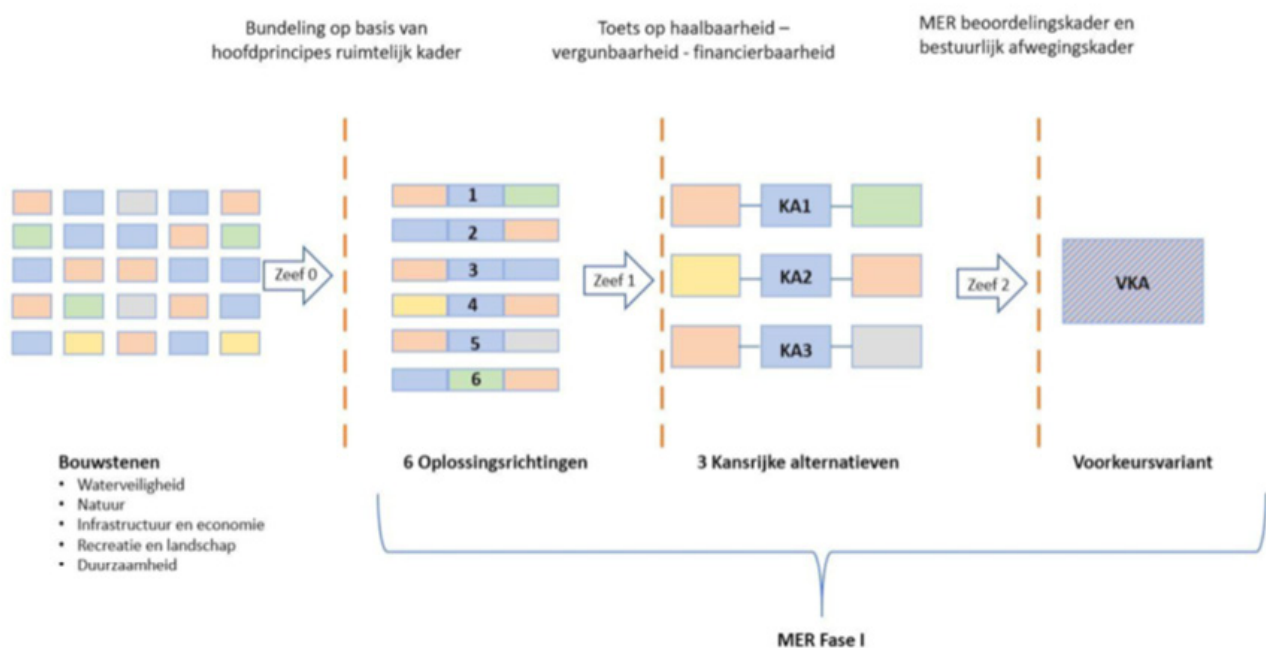 Bundeling op basis van
hoofdprincipes ruimtelijk kader
Toets op haalbaarheid –
vergunbaarheid - financierbaarheid
MER beoordelingskader en
bestuurlijk afwegingskader
Zeef 0
1
2
3
4
5
6
Zeef 1
KA1
KA2
KA3
Zeef 2
VKA
Bouwstenen
• Waterveiligheid
• Natuur
• Infrastructuur en economie
• Recreatie en landschap
• Duurzaamheid
6 Oplossingsrichtingen
3 Kansrijke alternatieven
Voorkeursvariant
MER Fase I